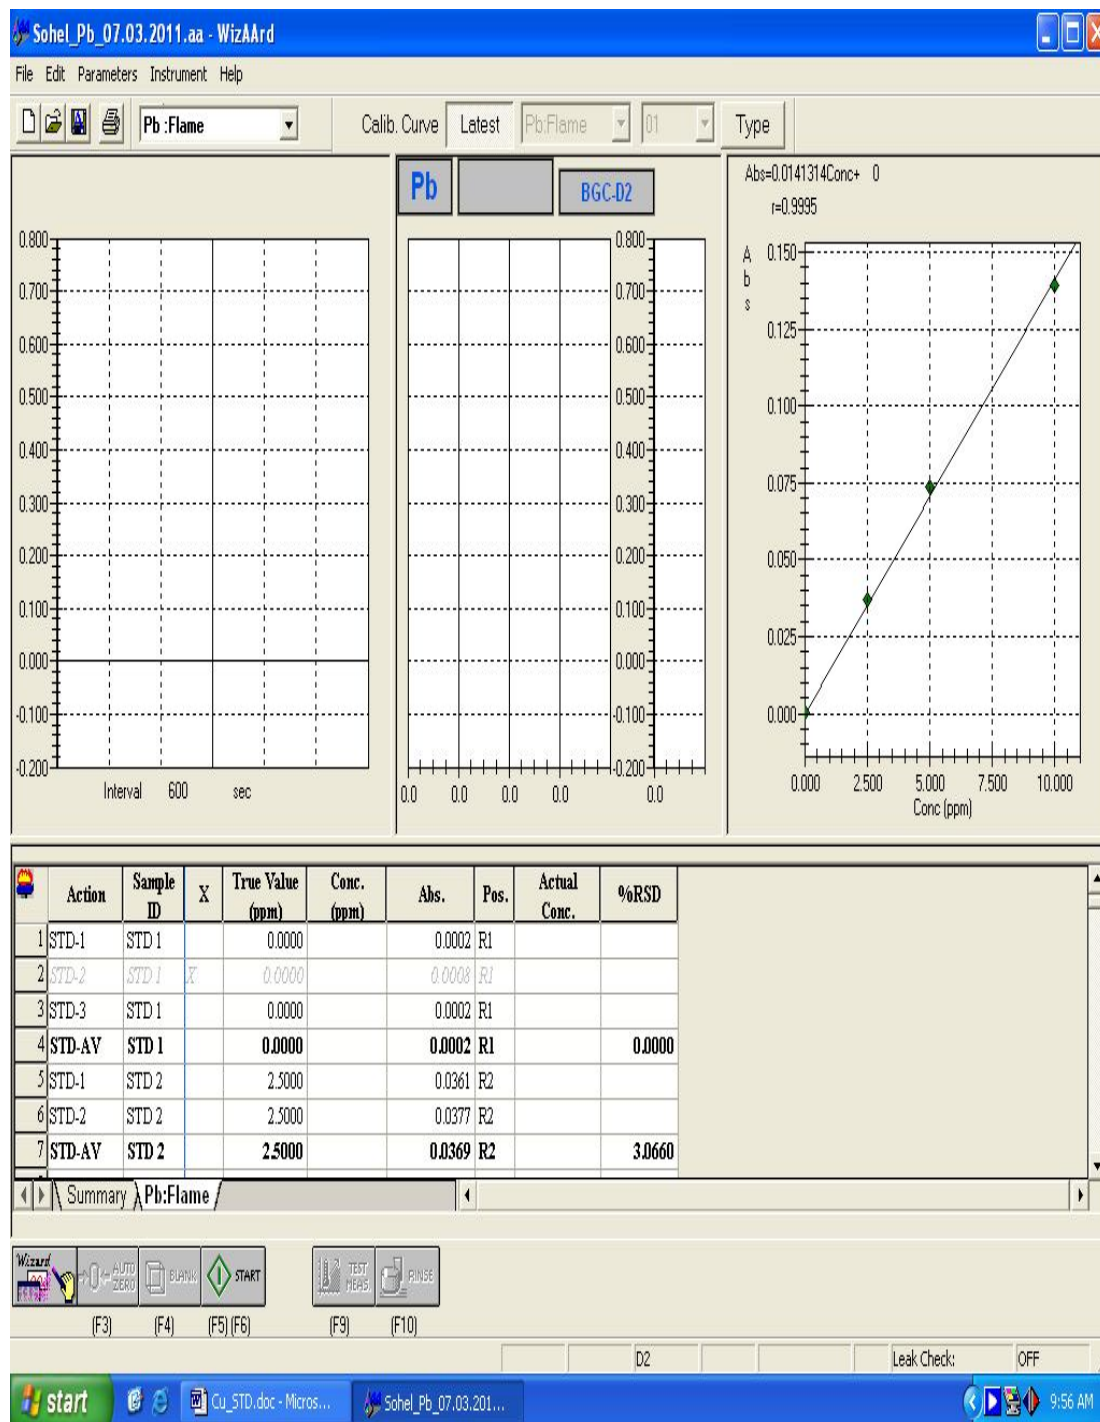 Sohel_Pb_07.03.2011.aa - WizAArd
File Edit Parameters Instrument Help
Pb :Flame Calib. Curve Latest Pb:Flame 01 Type
Pb BGC-D2
Abs=0.0141314Conc+ 0
r=0.9995
0.800
0.700
0.600
0.500
0.400
0.300
0.200
0.100
0.000
-0.100
-0.200
Interval 600 sec
0.800
0.700
0.600
0.500
0.400
0.300
0.200
0.100
0.000
-0.100
-0.200
0.0 0.0 0.0 0.0 0.0
Abs
0.150
0.125
0.100
0.075
0.050
0.025
0.000
0.000 2.500 5.000 7.500 10.000
Conc (ppm)
Action Sample ID X True Value (ppm) Conc. (ppm) Abs. Pos. Actual Conc. %RSD
1 STD-1 STD 1 0.0000 0.0002 R1
2 STD-2 STD 1 X 0.0000 0.0008 R1
3 STD-3 STD 1 0.0000 0.0002 R1
4 STD-AV STD 1 0.0000 0.0002 R1 0.0000
5 STD-1 STD 2 2.5000 0.0361 R2
6 STD-2 STD 2 2.5000 0.0377 R2
7 STD-AV STD 2 2.5000 0.0369 R2 3.0660
Summary Pb:Flame
Wizard AUTO ZERO BLANK START TEST MEAS. RINSE
(F3) (F4) (F5) (F6) (F9) (F10)
D2 Leak Check: OFF
start Cu_STD.doc - Micros... Sohel_Pb_07.03.201... 9:56 AM